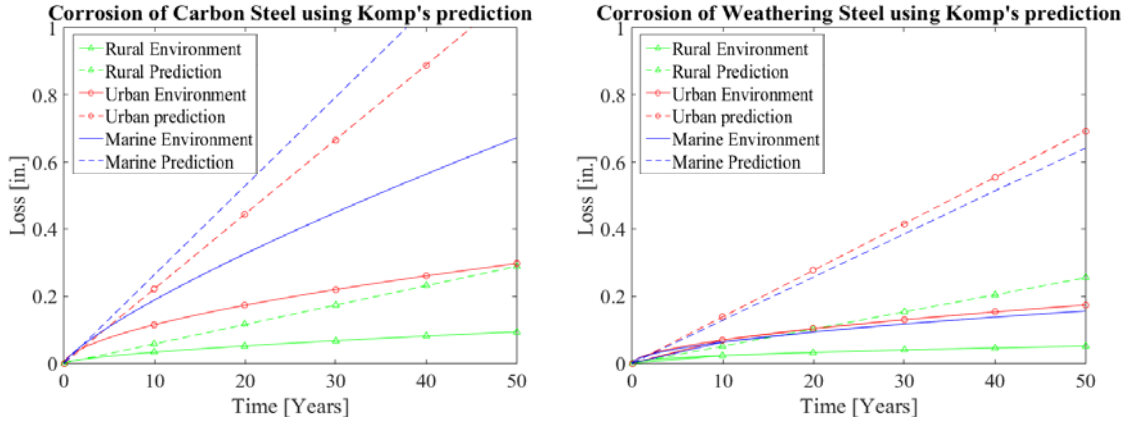 Corrosion of Carbon Steel using Komp's prediction
1
0.8
0.6
0.4
0.2
0
Loss [in.]
Rural Environment
Rural Prediction
Urban Environment
Urban prediction
Marine Environment
Marine Prediction
0 10 20 30 40 50
Time [Years]
Corrosion of Weathering Steel using Komp's prediction
1
0.8
0.6
0.4
0.2
0
Loss [in.]
Rural Environment
Rural Prediction
Urban Environment
Urban prediction
Marine Environment
Marine Prediction
0 10 20 30 40 50
Time [Years]